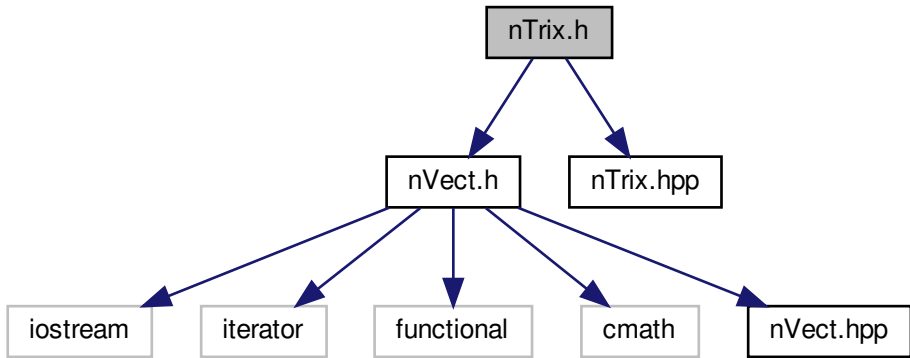 nTrix.h
nVect.h
nTrix.hpp
iostream
iterator
functional
cmath
nVect.hpp